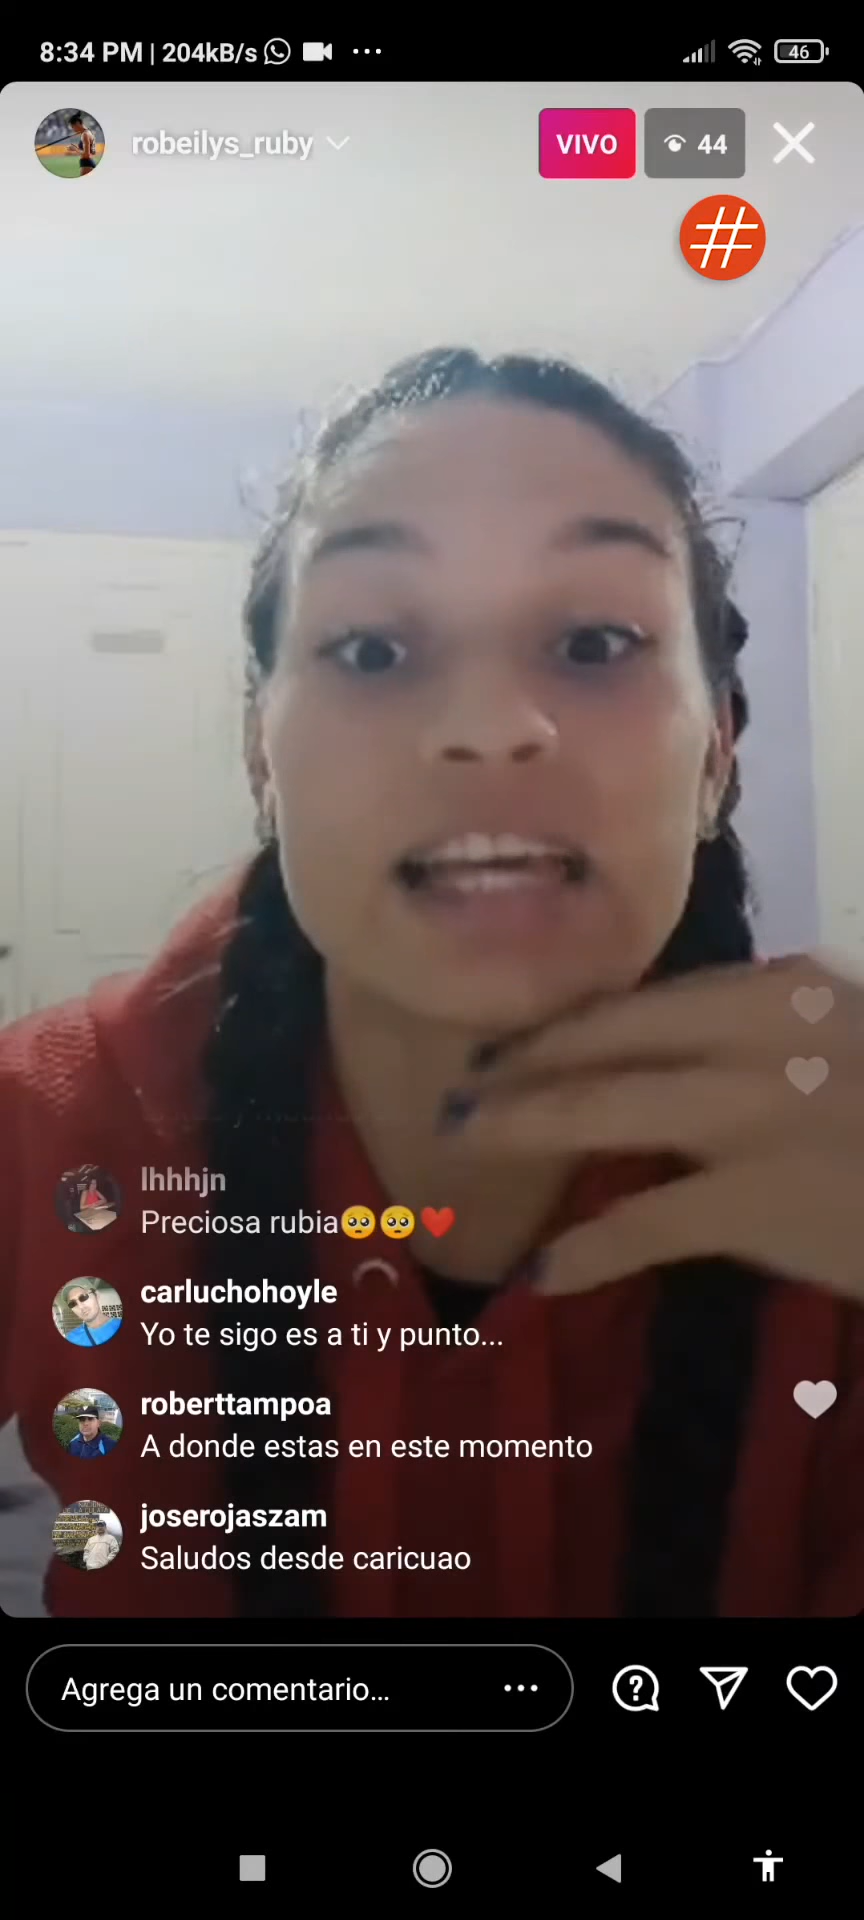 8:34 PM | 204kB/s ... 46
robeilys_ruby VIVO 44
#
lhhhjn
Preciosa rubia🥺🥺❤️
carluchohoyle
Yo te sigo es a ti y punto...
roberttampoa
A donde estas en este momento
joserojaszam
Saludos desde caricuao
Agrega un comentario... ...
?